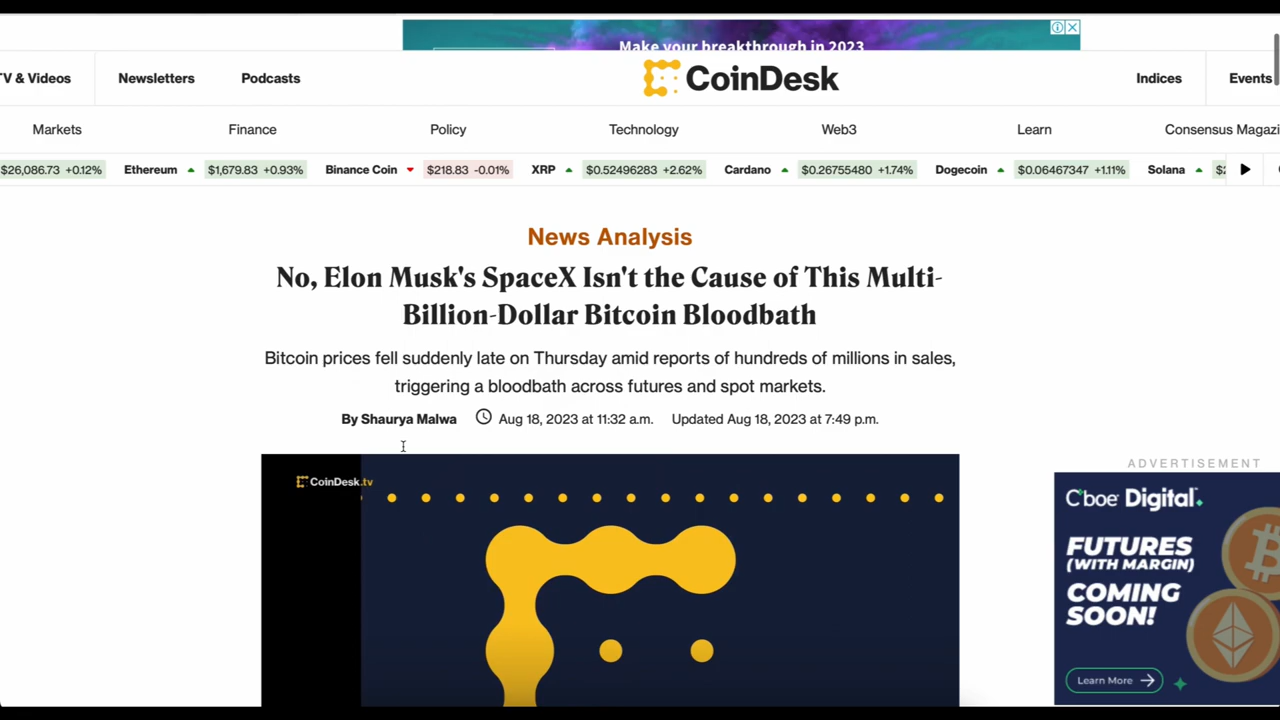 Make your breakthrough in 2023
TV & Videos Newsletters Podcasts CoinDesk Indices Events
Markets Finance Policy Technology Web3 Learn Consensus Magazi
$26,086.73 +0.12% Ethereum $1,679.83 +0.93% Binance Coin $218.83 -0.01% XRP $0.52496283 +2.62% Cardano $0.26755480 +1.74% Dogecoin $0.06467347 +1.11% Solana
News Analysis
No, Elon Musk's SpaceX Isn't the Cause of This Multi-
Billion-Dollar Bitcoin Bloodbath
Bitcoin prices fell suddenly late on Thursday amid reports of hundreds of millions in sales,
triggering a bloodbath across futures and spot markets.
By Shaurya Malwa Aug 18, 2023 at 11:32 a.m. Updated Aug 18, 2023 at 7:49 p.m.
CoinDesk.tv
ADVERTISEMENT
Cboe Digital
FUTURES
(WITH MARGIN)
COMING
SOON!
Learn More